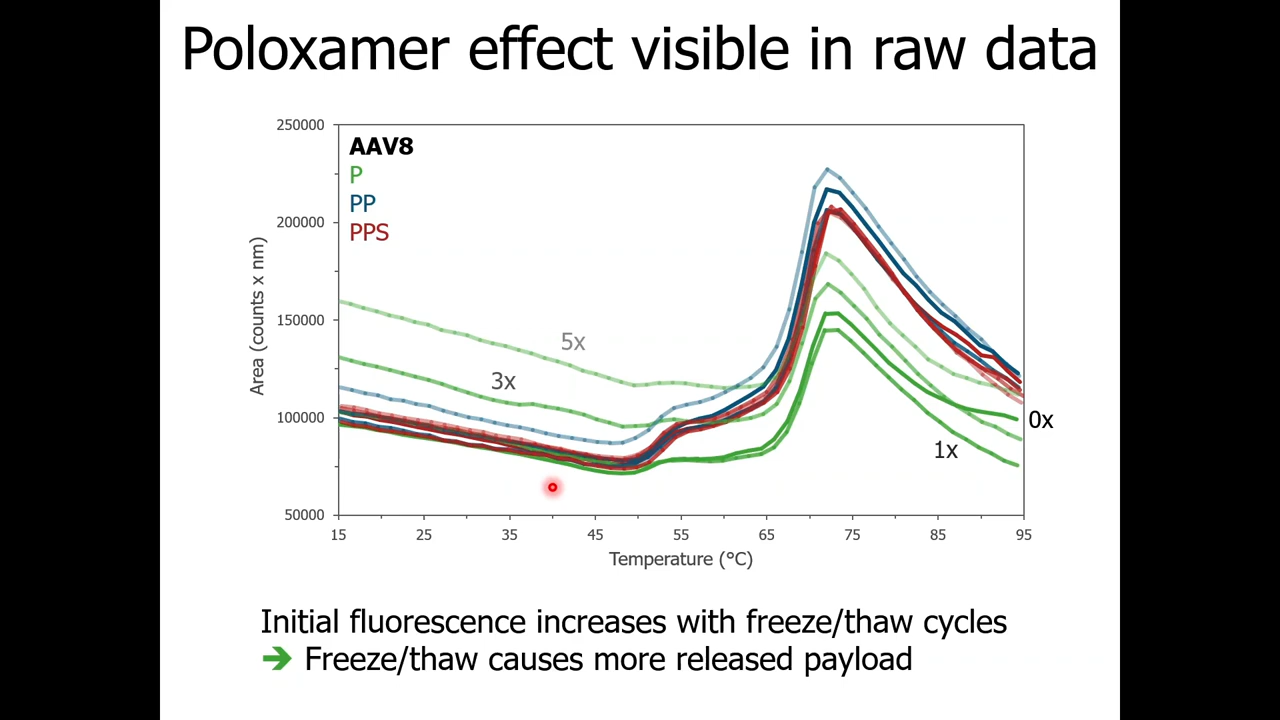 Poloxamer effect visible in raw data
250000
200000
150000
100000
50000
Area (counts x nm)
AAV8
P
PP
PPS
5x
3x
0x
1x
15 25 35 45 55 65 75 85 95
Temperature (°C)
Initial fluorescence increases with freeze/thaw cycles
➔ Freeze/thaw causes more released payload